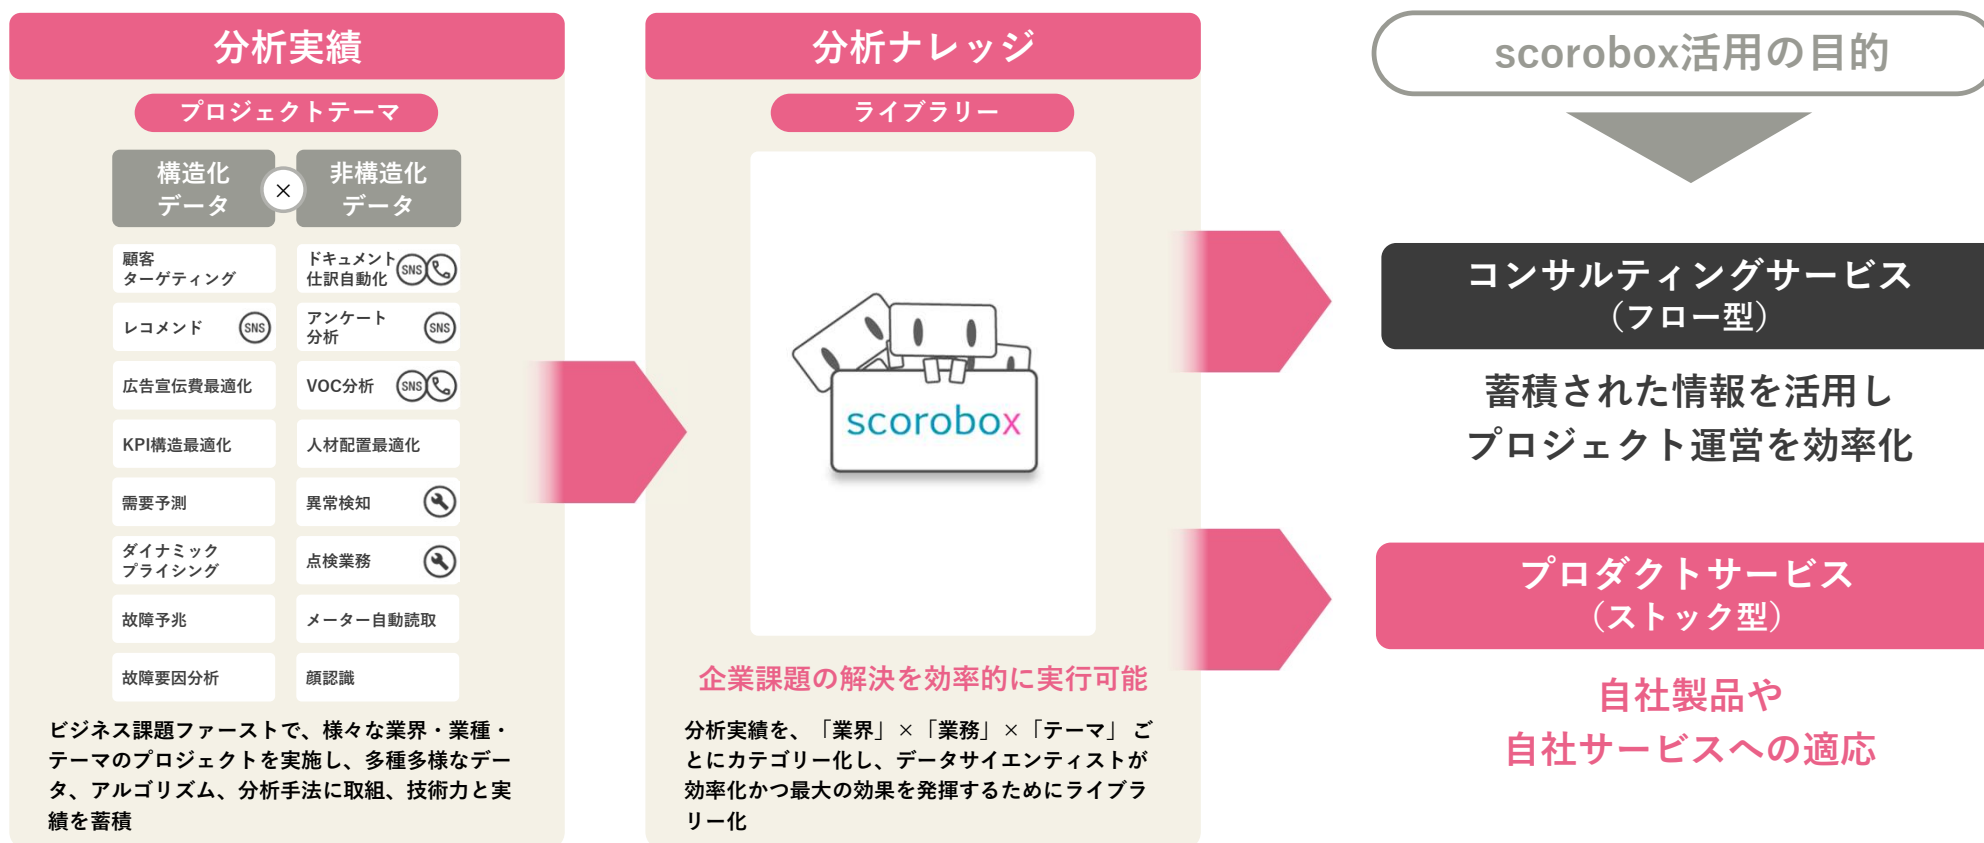 分析実績
プロジェクトテーマ
構造化
データ
×
非構造化
データ
顧客
ターゲティング
ドキュメント
仕訳自動化
SNS
レコメンド
SNS
アンケート
分析
SNS
広告宣伝費最適化
VOC分析
SNS
KPI構造最適化
人材配置最適化
需要予測
異常検知
ダイナミック
プライシング
点検業務
故障予兆
メーター自動読取
故障要因分析
顔認識
ビジネス課題ファーストで、様々な業界・業種・
テーマのプロジェクトを実施し、多種多様なデー
タ、アルゴリズム、分析手法に取組、技術力と実
績を蓄積
分析ナレッジ
ライブラリー
scorobox
企業課題の解決を効率的に実行可能
分析実績を、「業界」×「業務」×「テーマ」ご
とにカテゴリー化し、データサイエンティストが
効率化かつ最大の効果を発揮するためにライブラ
リー化
scorobox活用の目的
コンサルティングサービス
（フロー型）
蓄積された情報を活用し
プロジェクト運営を効率化
プロダクトサービス
（ストック型）
自社製品や
自社サービスへの適応